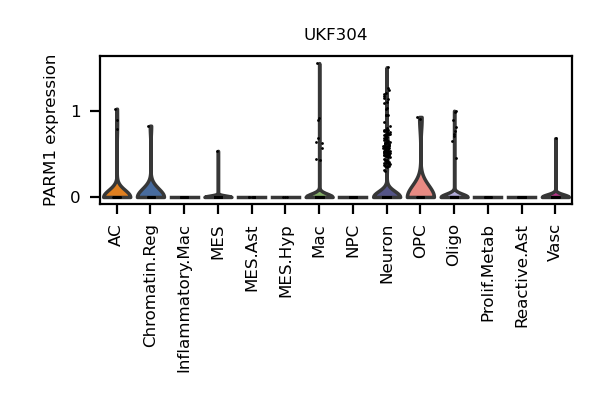 UKF304
PARM1 expression
1
0
AC
Chromatin.Reg
Inflammatory.Mac
MES
MES.Ast
MES.Hyp
Mac
NPC
Neuron
OPC
Oligo
Prolif.Metab
Reactive.Ast
Vasc